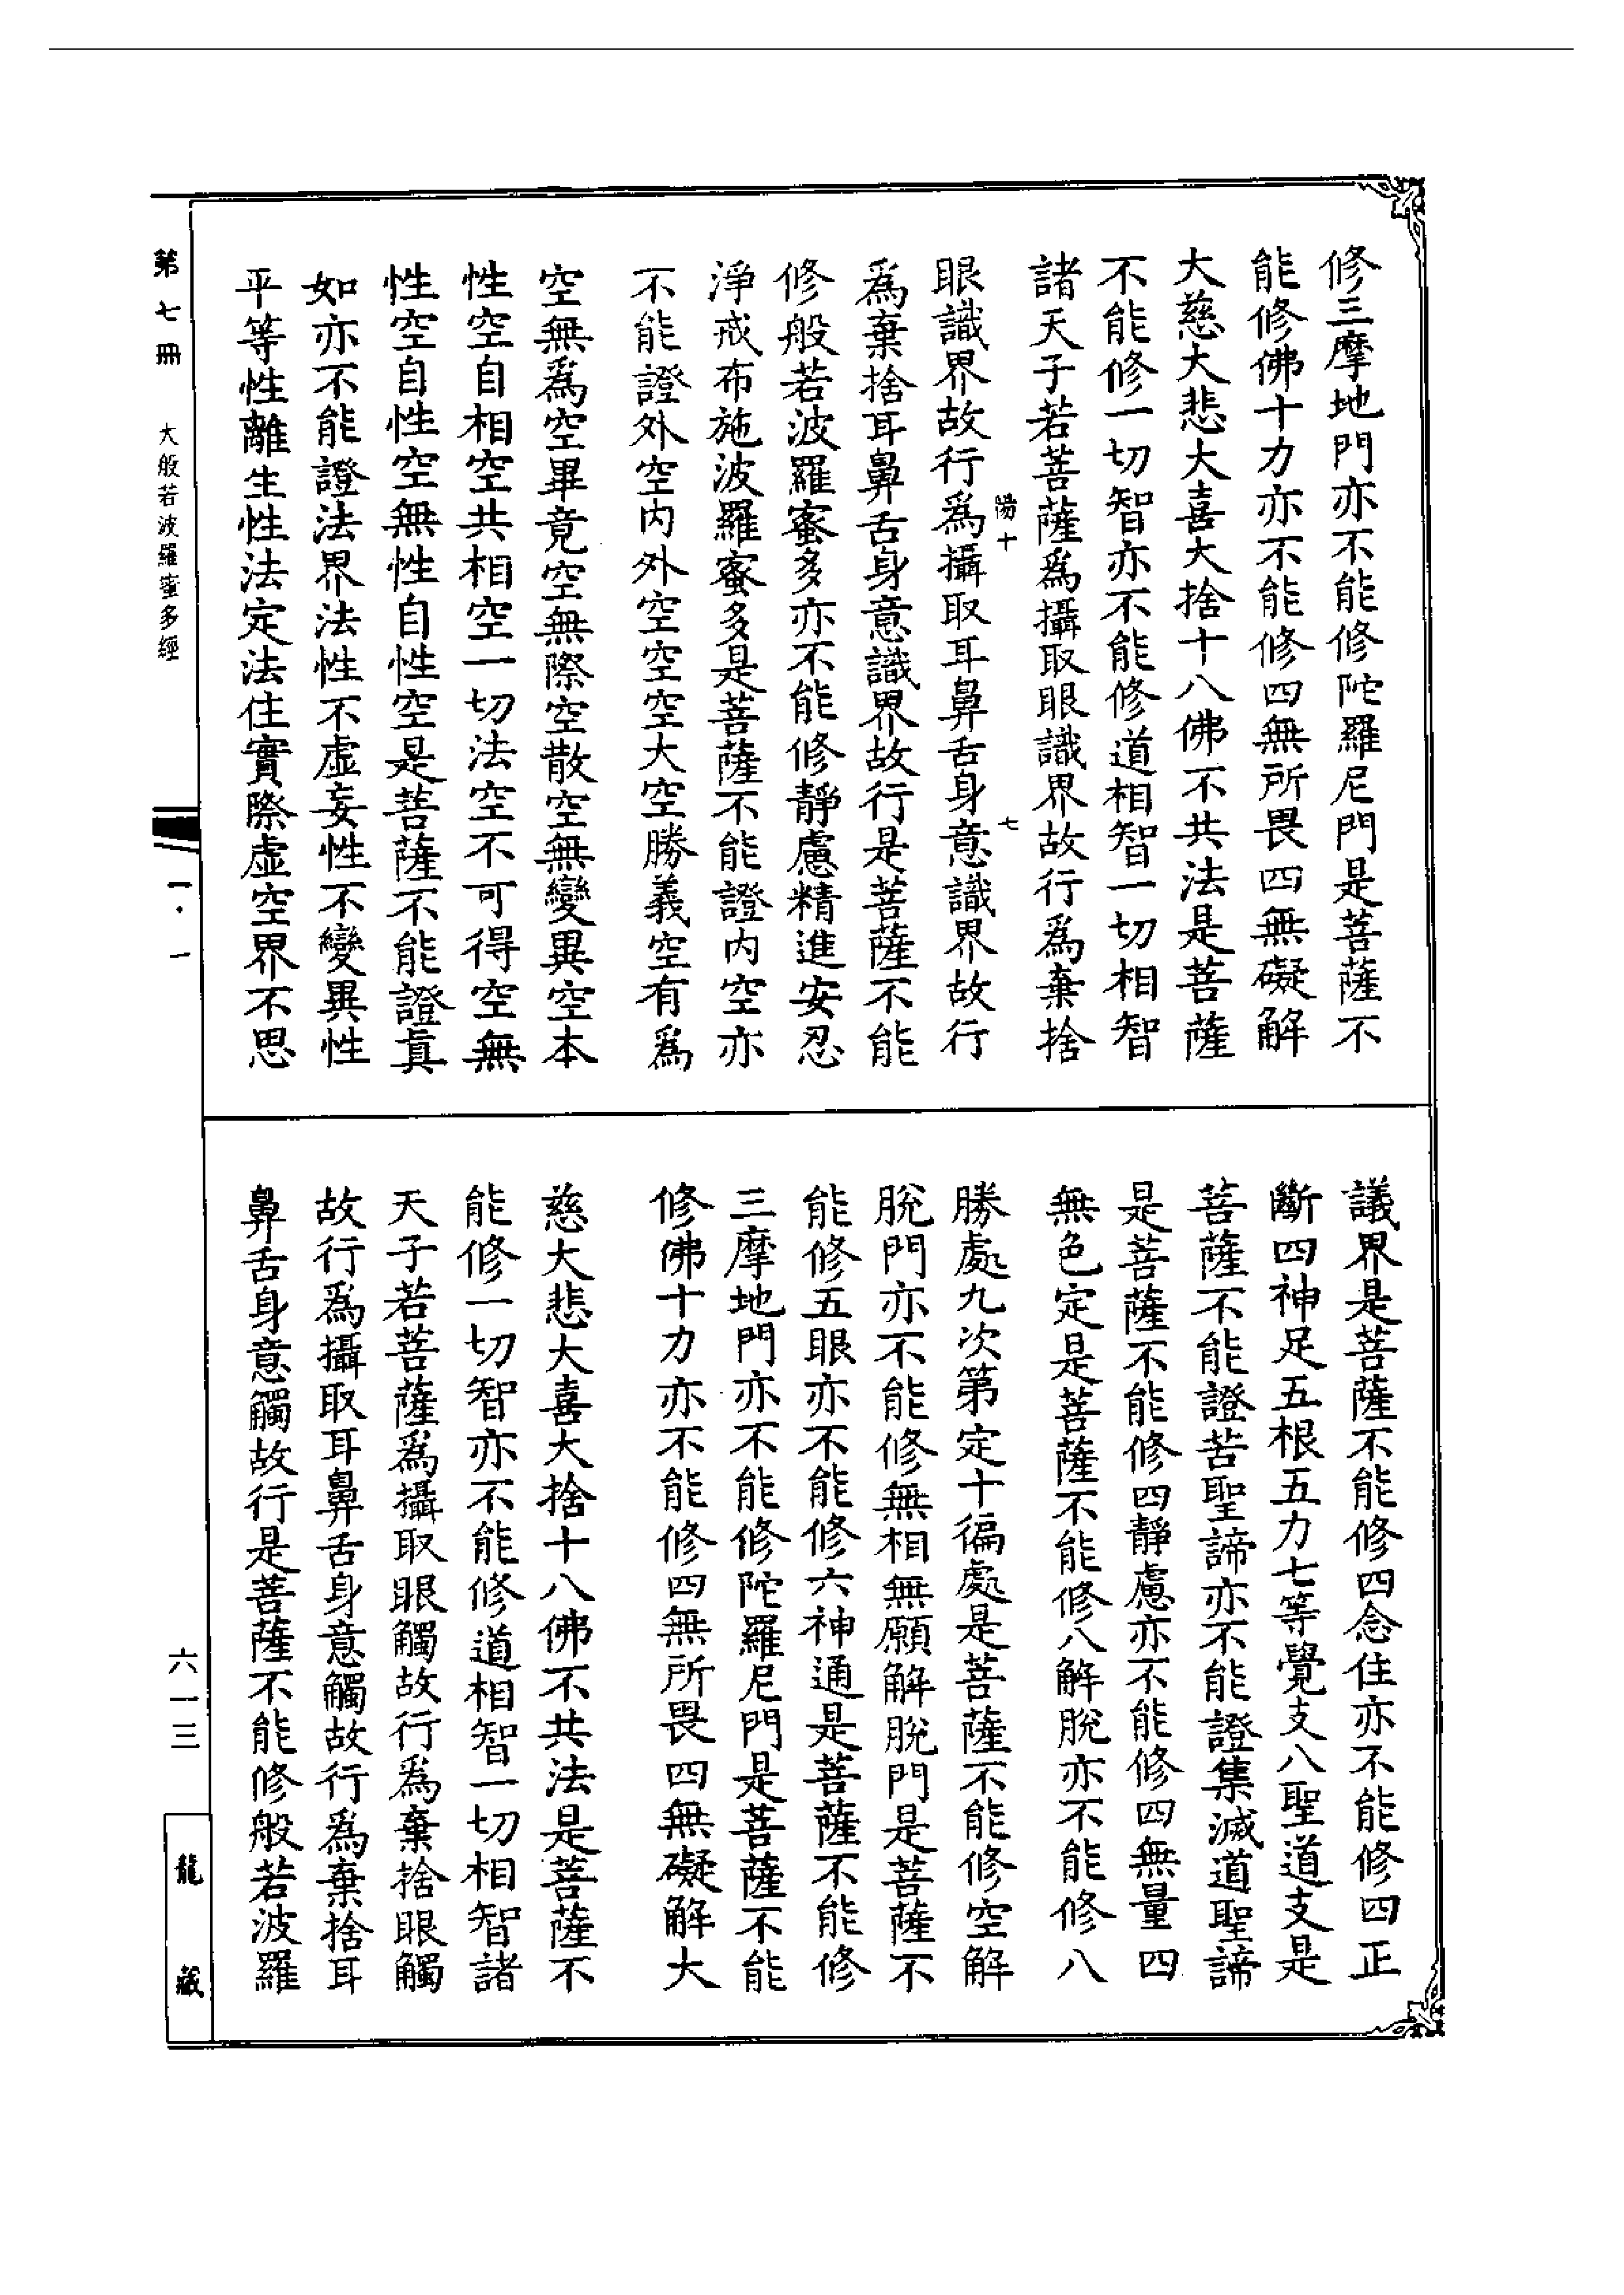 修三摩地門亦不能修陀羅尼門是菩薩不
能修佛十力亦不能修四無所畏四無礙解
大慈大悲大喜大捨十八佛不共法是菩薩
不能修一切智亦不能修道相智一切相智
諸天子若菩薩爲攝取眼識界故行爲棄捨
七
眼識界故行爲攝取耳鼻舌身意識界故行
爲棄捨耳鼻舌身意識界故行是菩薩不能
修般若波羅蜜多亦不能修靜慮精進安忍
淨戒布施波羅蜜多是菩薩不能證內空亦
不能證外空內外空空空大空勝義空有爲
空無爲空畢竟空無際空散空無變異空本
性空自相空共相空一切法空不可得空無
性空自性空無性自性空是菩薩不能證真
如亦不能證法界法性不虛妄性不變異性
平等性離生性法定法住實際虛空界不思
議界是菩薩不能修四念住亦不能修四正
斷四神足五根五力七等覺支八聖道支是
菩薩不能證苦聖諦亦不能證集滅道聖諦
是菩薩不能修四靜慮亦不能修四無量四
無色定是菩薩不能修八解脫亦不能修八
勝處九次第定十徧處是菩薩不能修空解
脫門亦不能修無相無願解脫門是菩薩不
能修五眼亦不能修六神通是菩薩不能修
三摩地門亦不能修陀羅尼門是菩薩不能
修佛十力亦不能修四無所畏四無礙解大
慈大悲大喜大捨十八佛不共法是菩薩不
能修一切智亦不能修道相智一切相智諸
天子若菩薩爲攝取眼觸故行爲棄捨眼觸
故行爲攝取耳鼻舌身意觸故行爲棄捨耳
鼻舌身意觸故行是菩薩不能修般若波羅
第七冊 大般若波羅蜜多經
一·一
六一三
龍藏